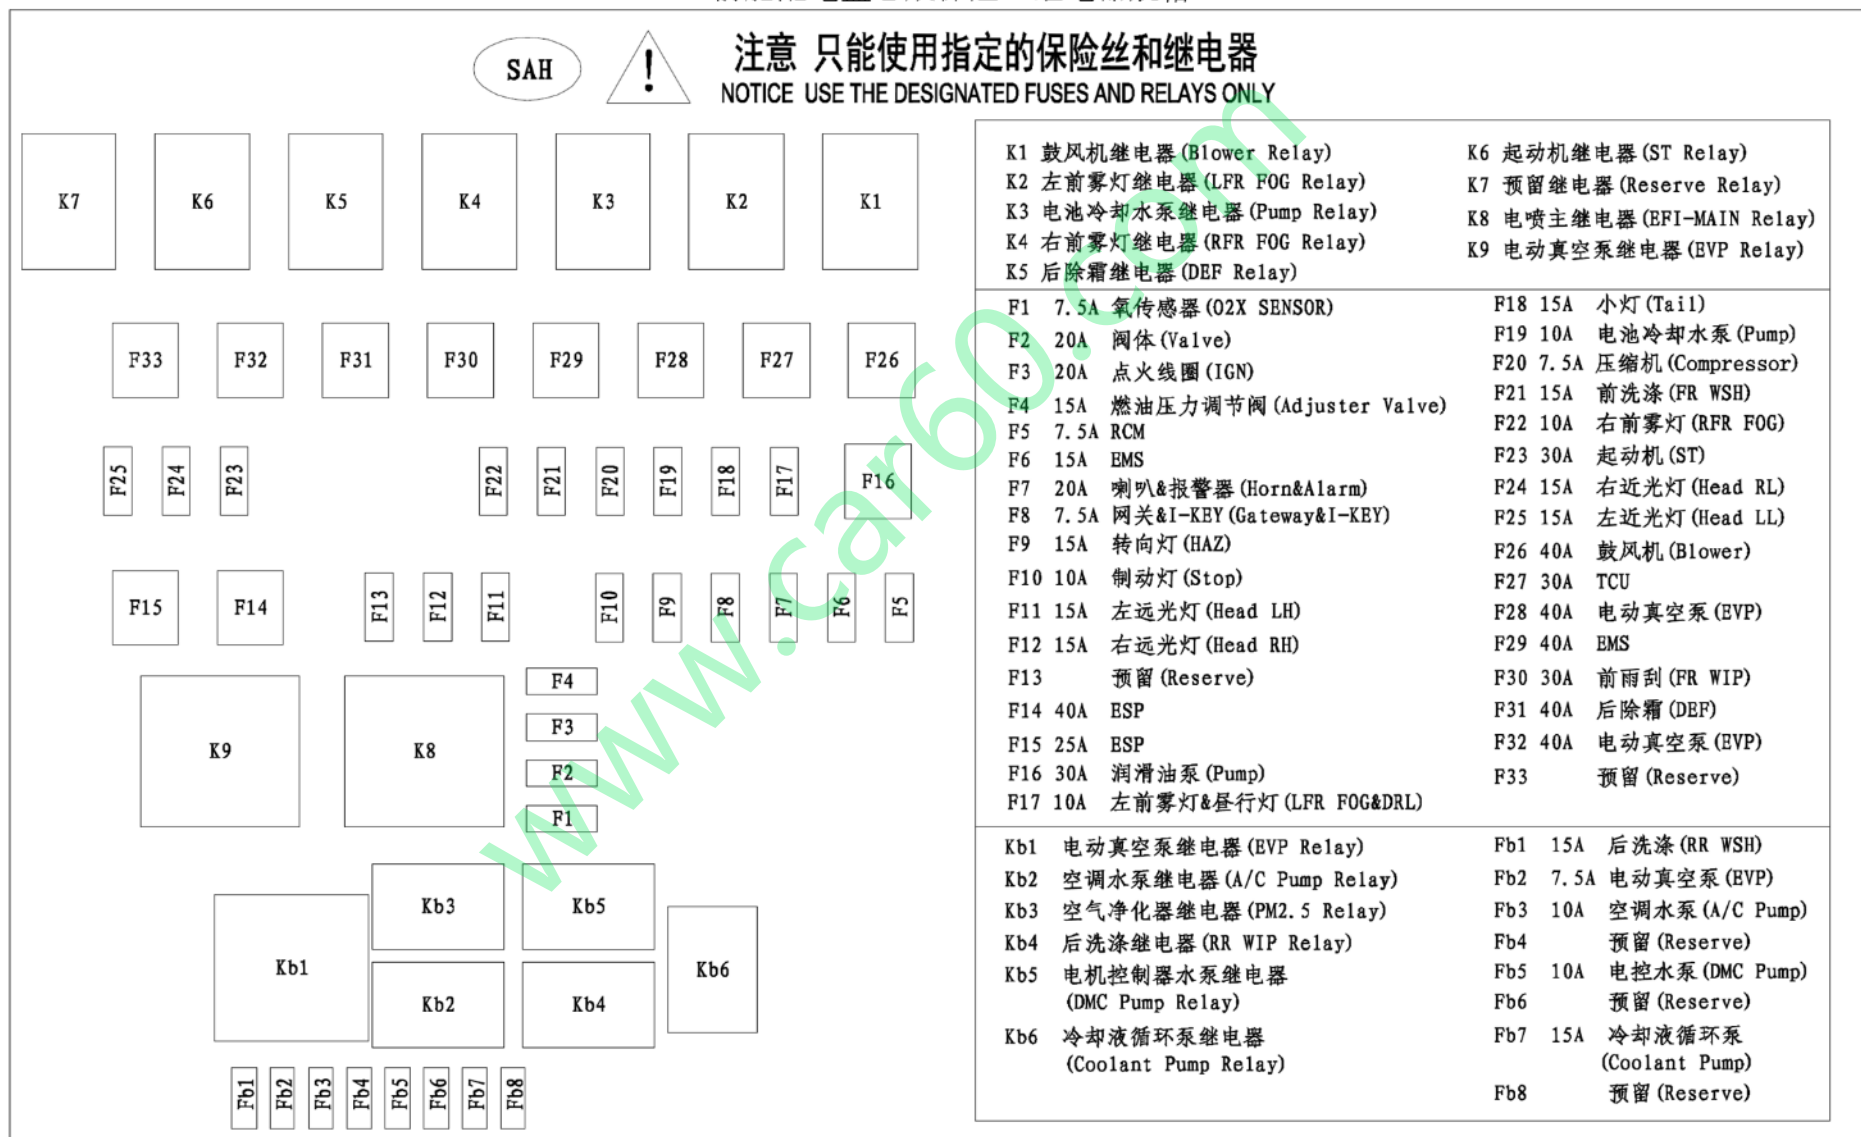 SAH
!
注意 只能使用指定的保险丝和继电器
NOTICE USE THE DESIGNATED FUSES AND RELAYS ONLY
K7 K6 K5 K4 K3 K2 K1
F33 F32 F31 F30 F29 F28 F27 F26
F25 F24 F23 F22 F21 F20 F19 F18 F17 F16
F15 F14 F13 F12 F11 F10 F9 F8 F7 F6 F5
F4
F3
K9 K8
F2
F1
Kb3 Kb5
Kb1 Kb6
Kb2 Kb4
Fb1 Fb2 Fb3 Fb4 Fb5 Fb6 Fb7 Fb8
K1 鼓风机继电器(Blower Relay)
K2 左前雾灯继电器(LFR FOG Relay)
K3 电池冷却水泵继电器(Pump Relay)
K4 右前雾灯继电器(RFR FOG Relay)
K5 后除霜继电器(DEF Relay)
K6 起动机继电器(ST Relay)
K7 预留继电器(Reserve Relay)
K8 电喷主继电器(EFI-MAIN Relay)
K9 电动真空泵继电器(EVP Relay)
F1 7.5A 氧传感器(O2X SENSOR)
F2 20A 阀体(Valve)
F3 20A 点火线圈(IGN)
F4 15A 燃油压力调节阀(Adjuster Valve)
F5 7.5A RCM
F6 15A EMS
F7 20A 喇叭&报警器(Horn&Alarm)
F8 7.5A 网关&I-KEY(Gateway&I-KEY)
F9 15A 转向灯(HAZ)
F10 10A 制动灯(Stop)
F11 15A 左远光灯(Head LH)
F12 15A 右远光灯(Head RH)
F13 预留(Reserve)
F14 40A ESP
F15 25A ESP
F16 30A 润滑油泵(Pump)
F17 10A 左前雾灯&昼行灯(LFR FOG&DRL)
F18 15A 小灯(Tail)
F19 10A 电池冷却水泵(Pump)
F20 7.5A 压缩机(Compressor)
F21 15A 前洗涤(FR WSH)
F22 10A 右前雾灯(RFR FOG)
F23 30A 起动机(ST)
F24 15A 右近光灯(Head RL)
F25 15A 左近光灯(Head LL)
F26 40A 鼓风机(Blower)
F27 30A TCU
F28 40A 电动真空泵(EVP)
F29 40A EMS
F30 30A 前雨刮(FR WIP)
F31 40A 后除霜(DEF)
F32 40A 电动真空泵(EVP)
F33 预留(Reserve)
Kb1 电动真空泵继电器(EVP Relay)
Kb2 空调水泵继电器(A/C Pump Relay)
Kb3 空气净化器继电器(PM2.5 Relay)
Kb4 后洗涤继电器(RR WIP Relay)
Kb5 电机控制器水泵继电器
(DMC Pump Relay)
Kb6 冷却液循环泵继电器
(Coolant Pump Relay)
Fb1 15A 后洗涤(RR WSH)
Fb2 7.5A 电动真空泵(EVP)
Fb3 10A 空调水泵(A/C Pump)
Fb4 预留(Reserve)
Fb5 10A 电控水泵(DMC Pump)
Fb6 预留(Reserve)
Fb7 15A 冷却液循环泵
(Coolant Pump)
Fb8 预留(Reserve)
www.car60.com